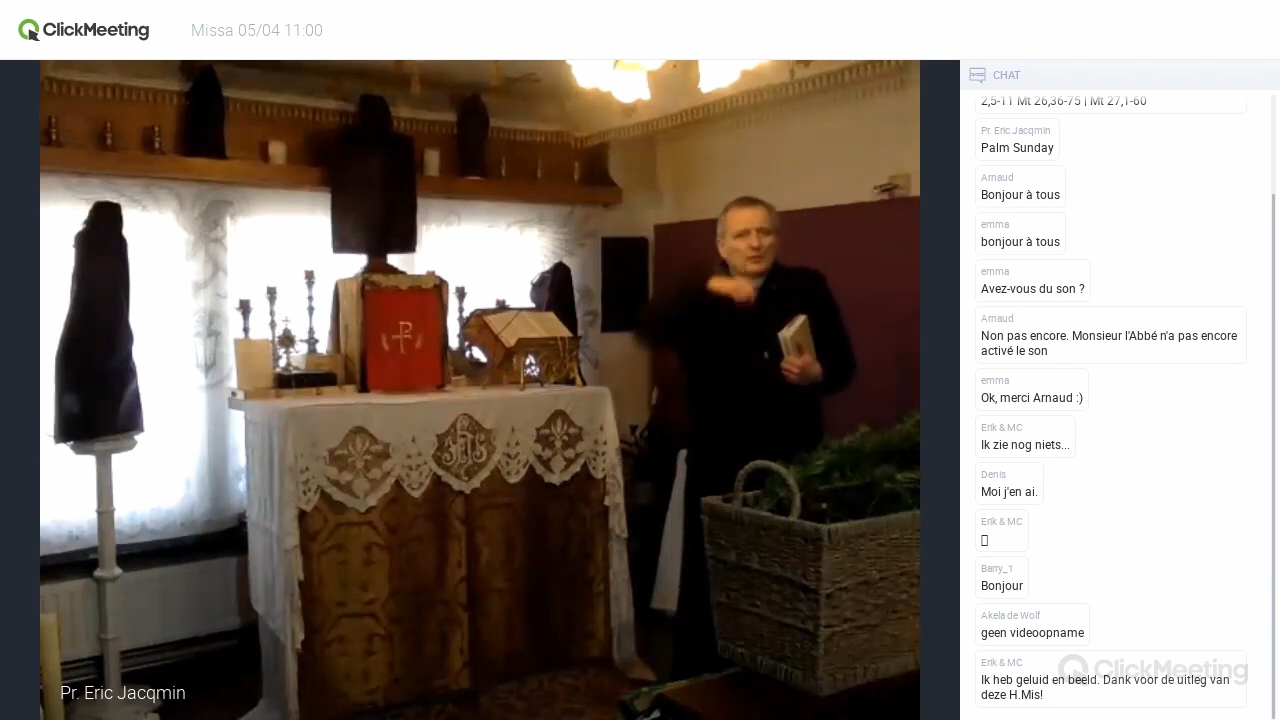 ClickMeeting
Missa 05/04 11:00
CHAT
2,5-11 Mt 26,36-75 | Mt 27,1-60
Pr. Eric Jacqmin
Palm Sunday
Arnaud
Bonjour à tous
emma
bonjour à tous
emma
Avez-vous du son ?
Arnaud
Non pas encore. Monsieur l'Abbé n'a pas encore
activé le son
emma
Ok, merci Arnaud :)
Erik & MC
Ik zie nog niets...
Denis
Moi j'en ai.
Erik & MC
Barry_1
Bonjour
Akela de Wolf
geen videoopname
Erik & MC
Ik heb geluid en beeld. Dank voor de uitleg van
deze H.Mis!
ClickMeeting
Pr. Eric Jacqmin